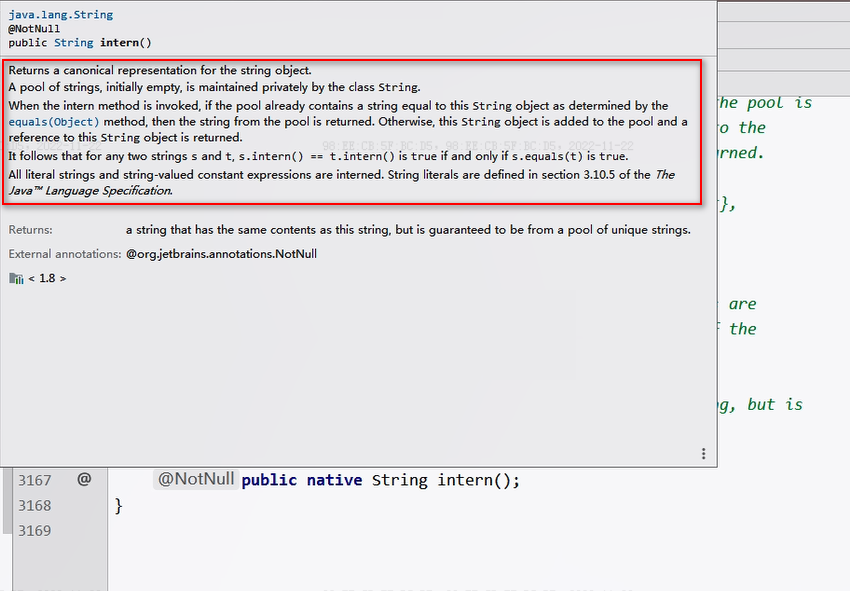 java.lang.String
@NotNull
public String intern()
Returns a canonical representation for the string object.
A pool of strings, initially empty, is maintained privately by the class String.
When the intern method is invoked, if the pool already contains a string equal to this String object as determined by the
equals(Object) method, then the string from the pool is returned. Otherwise, this String object is added to the pool and a
reference to this String object is returned.
It follows that for any two strings s and t, s.intern() == t.intern() is true if and only if s.equals(t) is true.
All literal strings and string-valued constant expressions are interned. String literals are defined in section 3.10.5 of the The
Java™ Language Specification.
Returns: a string that has the same contents as this string, but is guaranteed to be from a pool of unique strings.
External annotations: @org.jetbrains.annotations.NotNull
< 1.8 >
the pool is
to the
rned.
},
are
the
ng, but is
3167 @ @NotNull public native String intern();
3168 }
3169